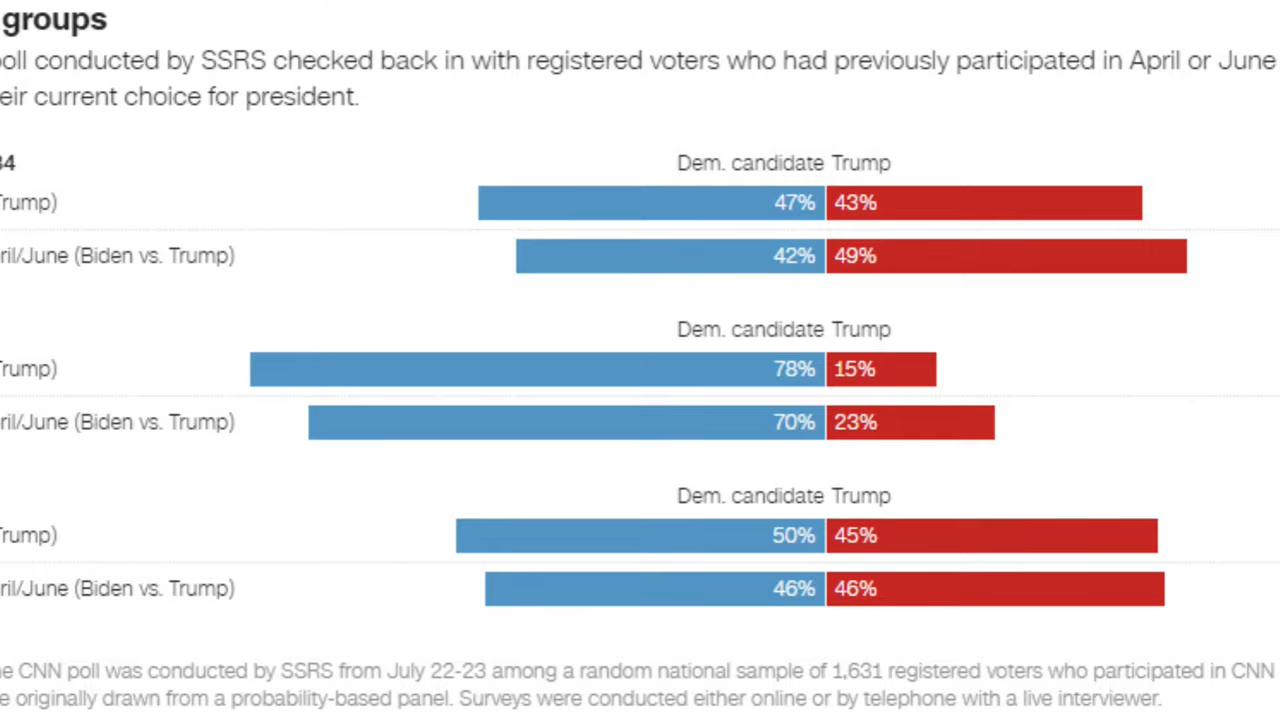 groups
poll conducted by SSRS checked back in with registered voters who had previously participated in April or June
eir current choice for president.
34
Dem. candidate Trump
Trump) 47% 43%
ril/June (Biden vs. Trump) 42% 49%
Dem. candidate Trump
Trump) 78% 15%
ril/June (Biden vs. Trump) 70% 23%
Dem. candidate Trump
Trump) 50% 45%
ril/June (Biden vs. Trump) 46% 46%
e CNN poll was conducted by SSRS from July 22-23 among a random national sample of 1,631 registered voters who participated in CNN
e originally drawn from a probability-based panel. Surveys were conducted either online or by telephone with a live interviewer.